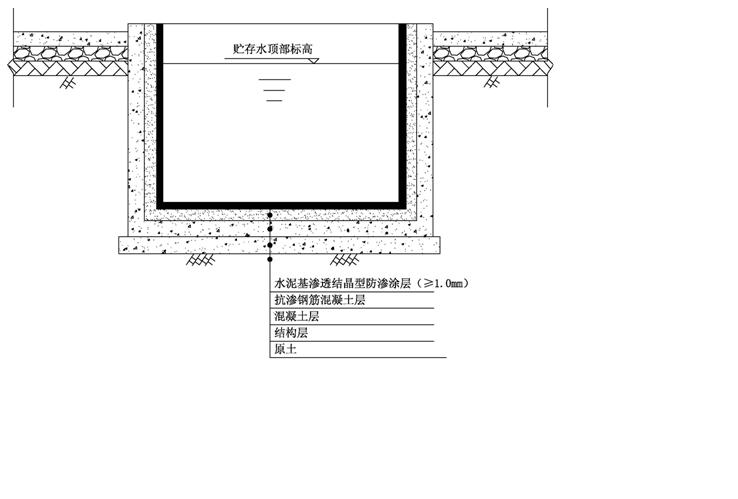 贮存水顶部标高
水泥基渗透结晶型防渗涂层（≥1.0mm）
抗渗钢筋混凝土层
混凝土层
结构层
原土